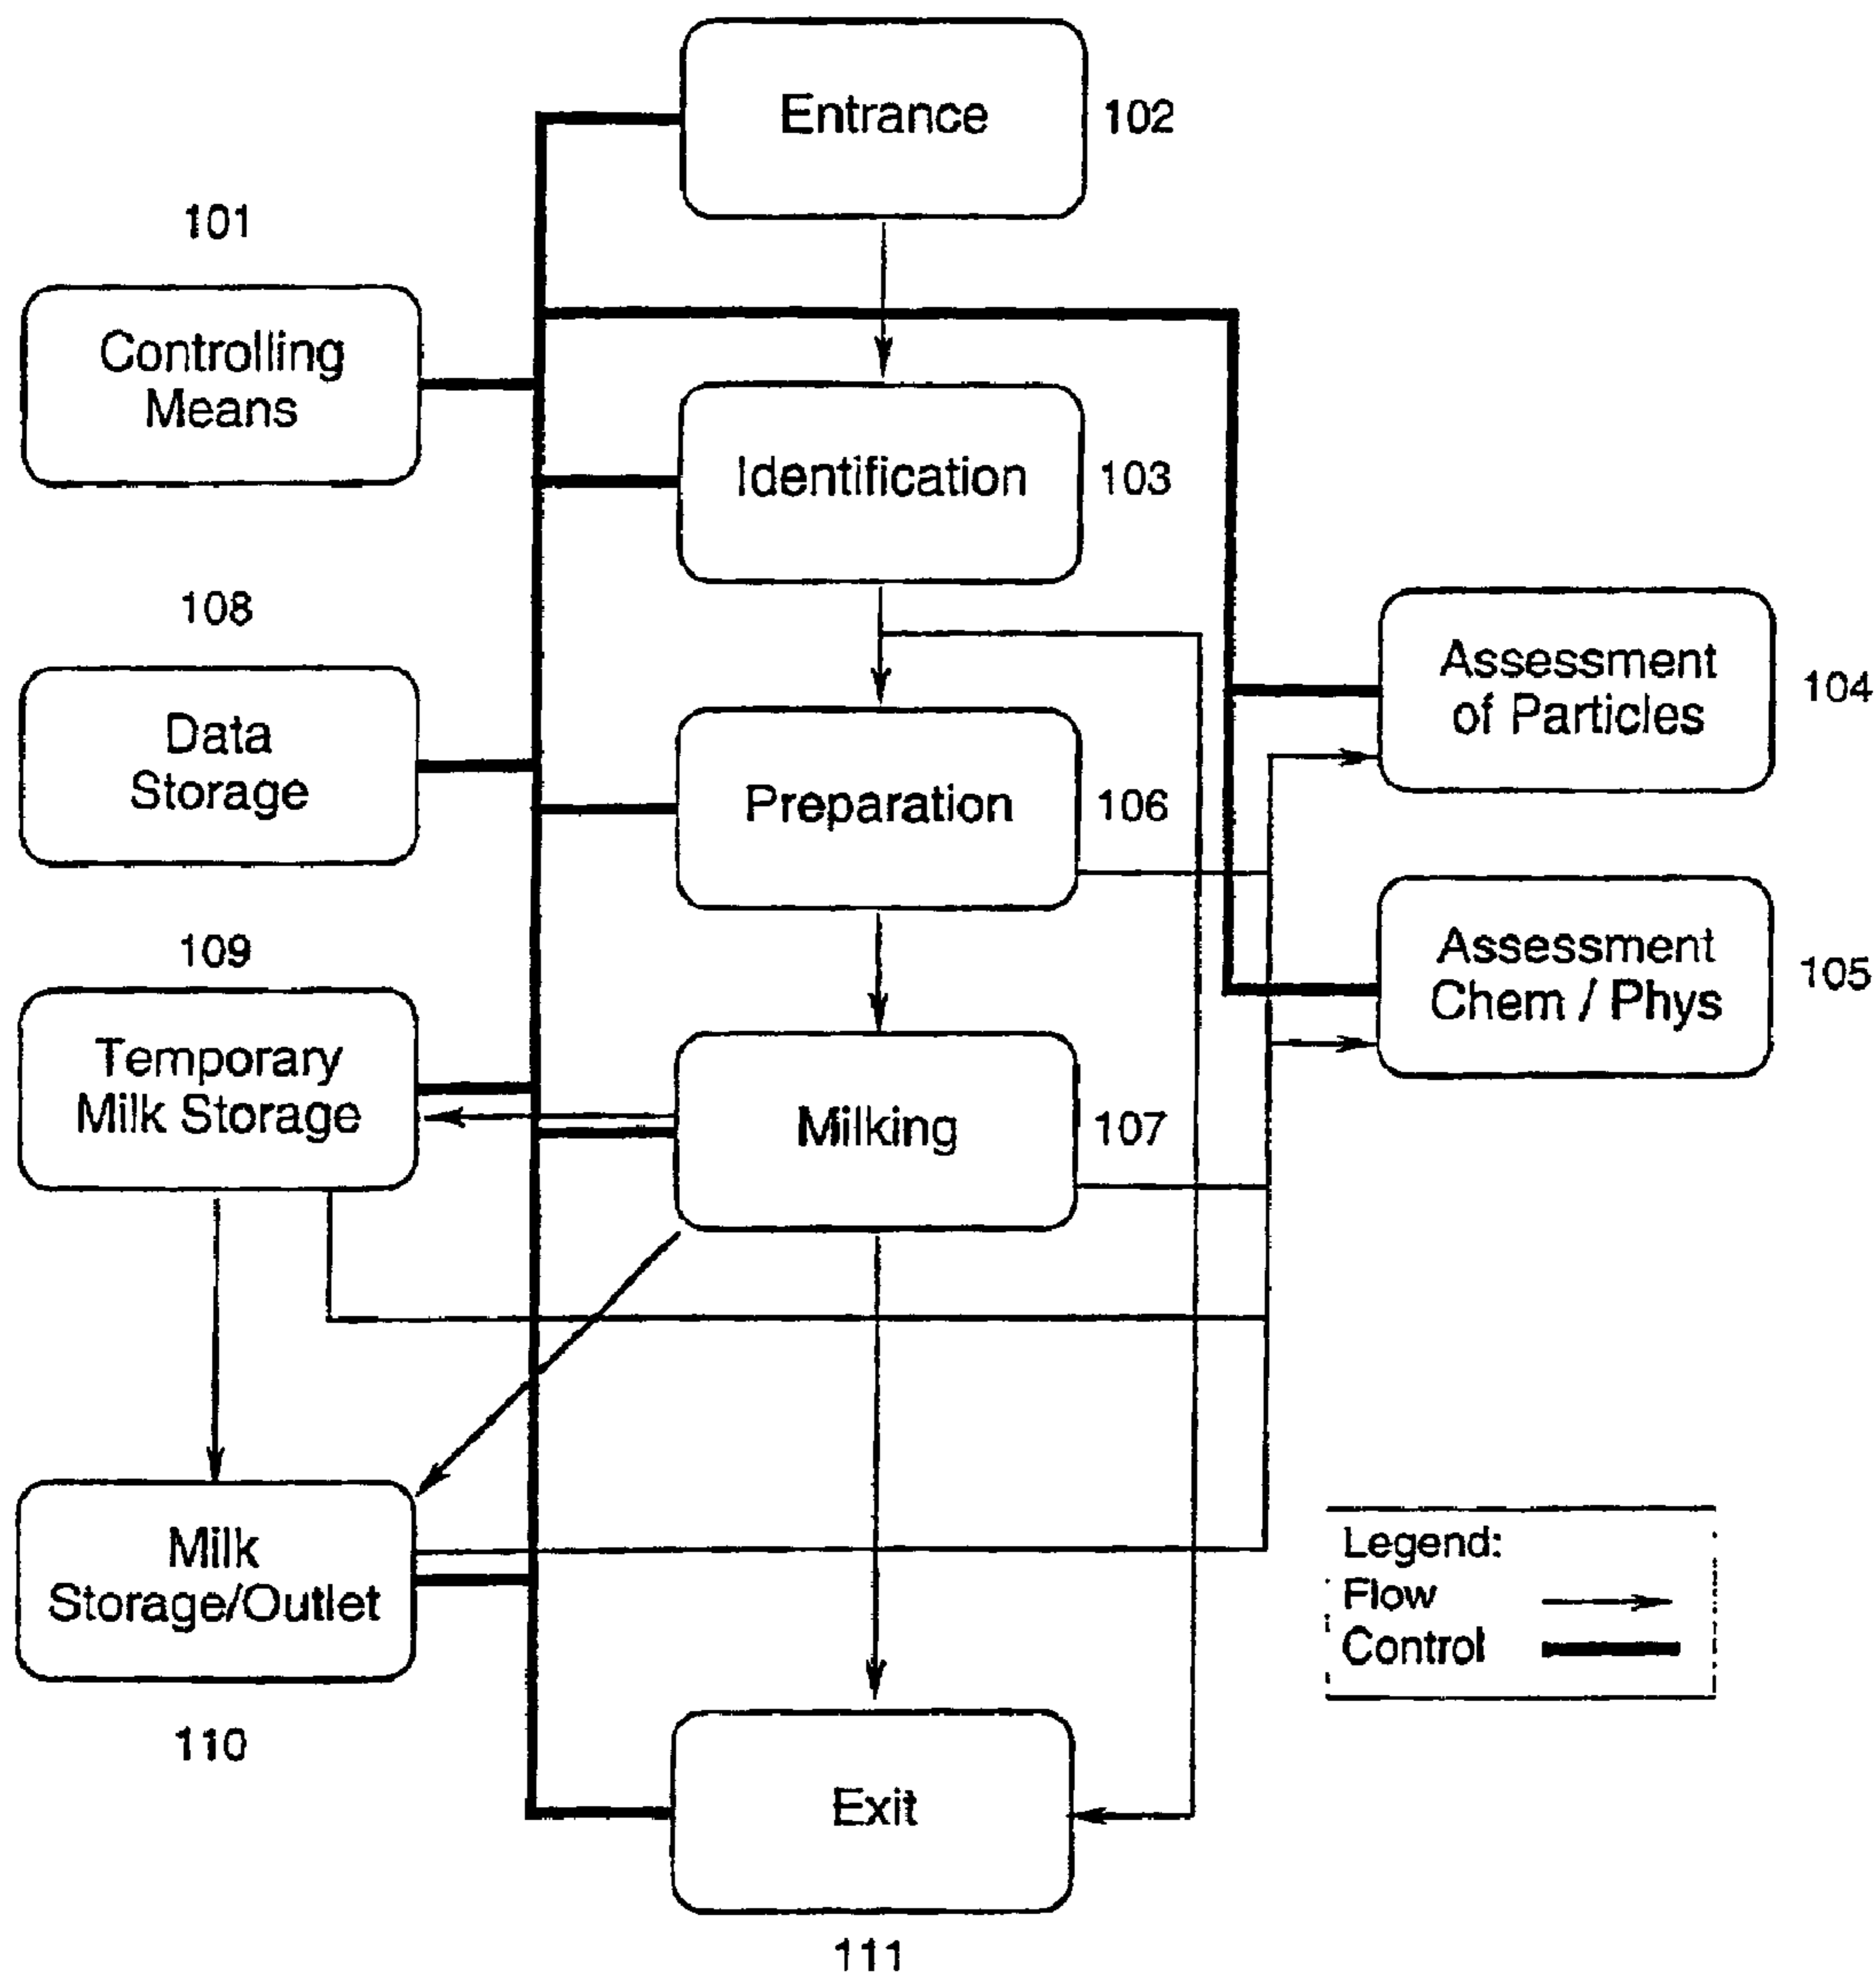 Entrance
102
101
Controlling
Means
Identification
103
108
Data
Storage
Assessment
of Particles
104
Preparation
106
109
Assessment
Chem / Phys
105
Temporary
Milk Storage
Milking
107
Milk
Storage/Outlet
Legend:
Flow
Control
110
Exit
111